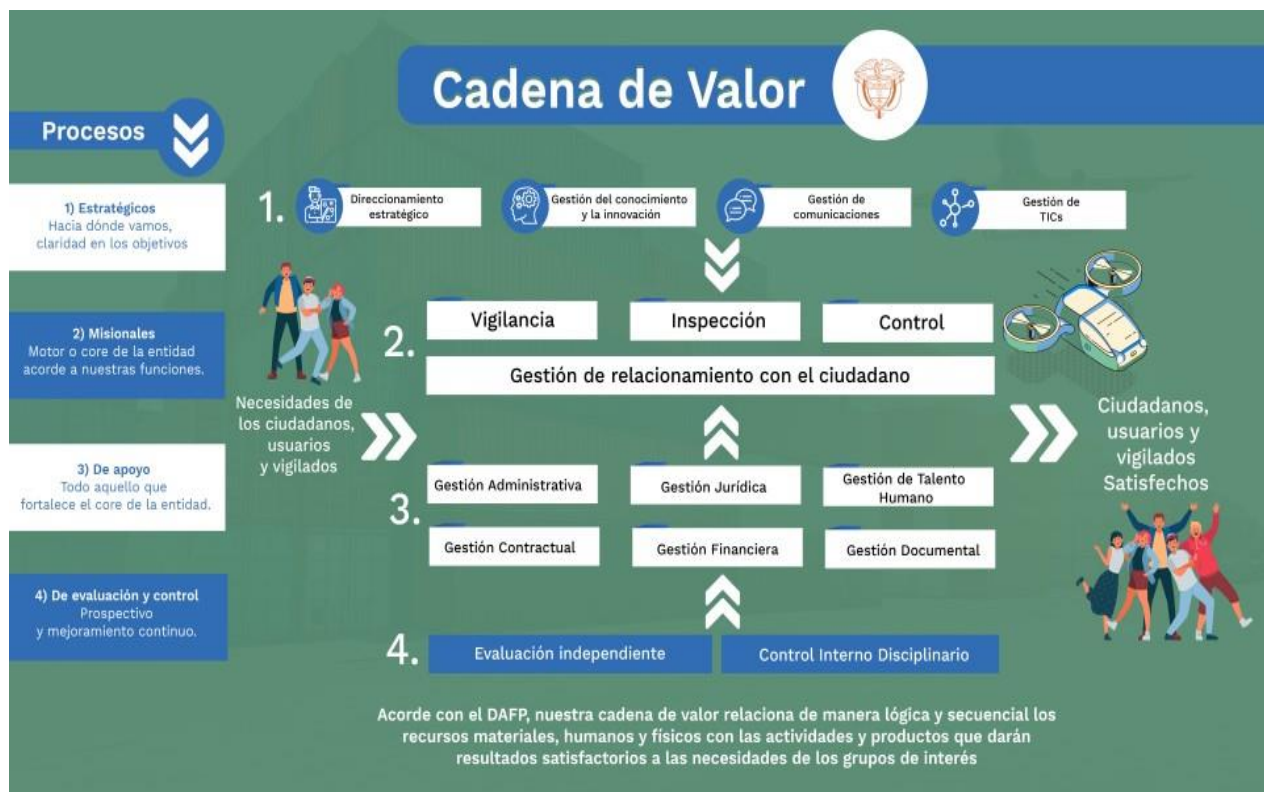 Cadena de Valor
Procesos
1) Estratégicos
Hacia dónde vamos,
claridad en los objetivos
2) Misionales
Motor o core de la entidad
acorde a nuestras funciones.
3) De apoyo
Todo aquello que
fortalece el core de la entidad.
4) De evaluación y control
Prospectivo
y mejoramiento continuo.
1.
Direccionamiento
estratégico
Gestión del conocimiento
y la innovación
Gestión de
comunicaciones
Gestión de
TICs
Necesidades de
los ciudadanos,
usuarios
y vigilados
2.
Vigilancia
Inspección
Control
Gestión de relacionamiento con el ciudadano
3.
Gestión Administrativa
Gestión Jurídica
Gestión de Talento
Humano
Gestión Contractual
Gestión Financiera
Gestión Documental
4.
Evaluación independiente
Control Interno Disciplinario
Ciudadanos,
usuarios y
vigilados
Satisfechos
Acorde con el DAFP, nuestra cadena de valor relaciona de manera lógica y secuencial los
recursos materiales, humanos y físicos con las actividades y productos que darán
resultados satisfactorios a las necesidades de los grupos de interés